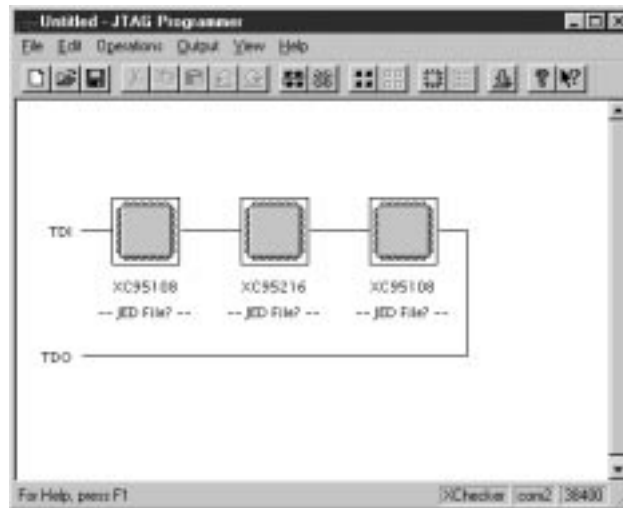 Untitled - JTAG Programmer
File Edit Operations Output View Help
TDI
XC95108 XC95216 XC95108
-- JED File? -- -- JED File? -- -- JED File? --
TDO
For Help, press F1 XChecker com2 38400